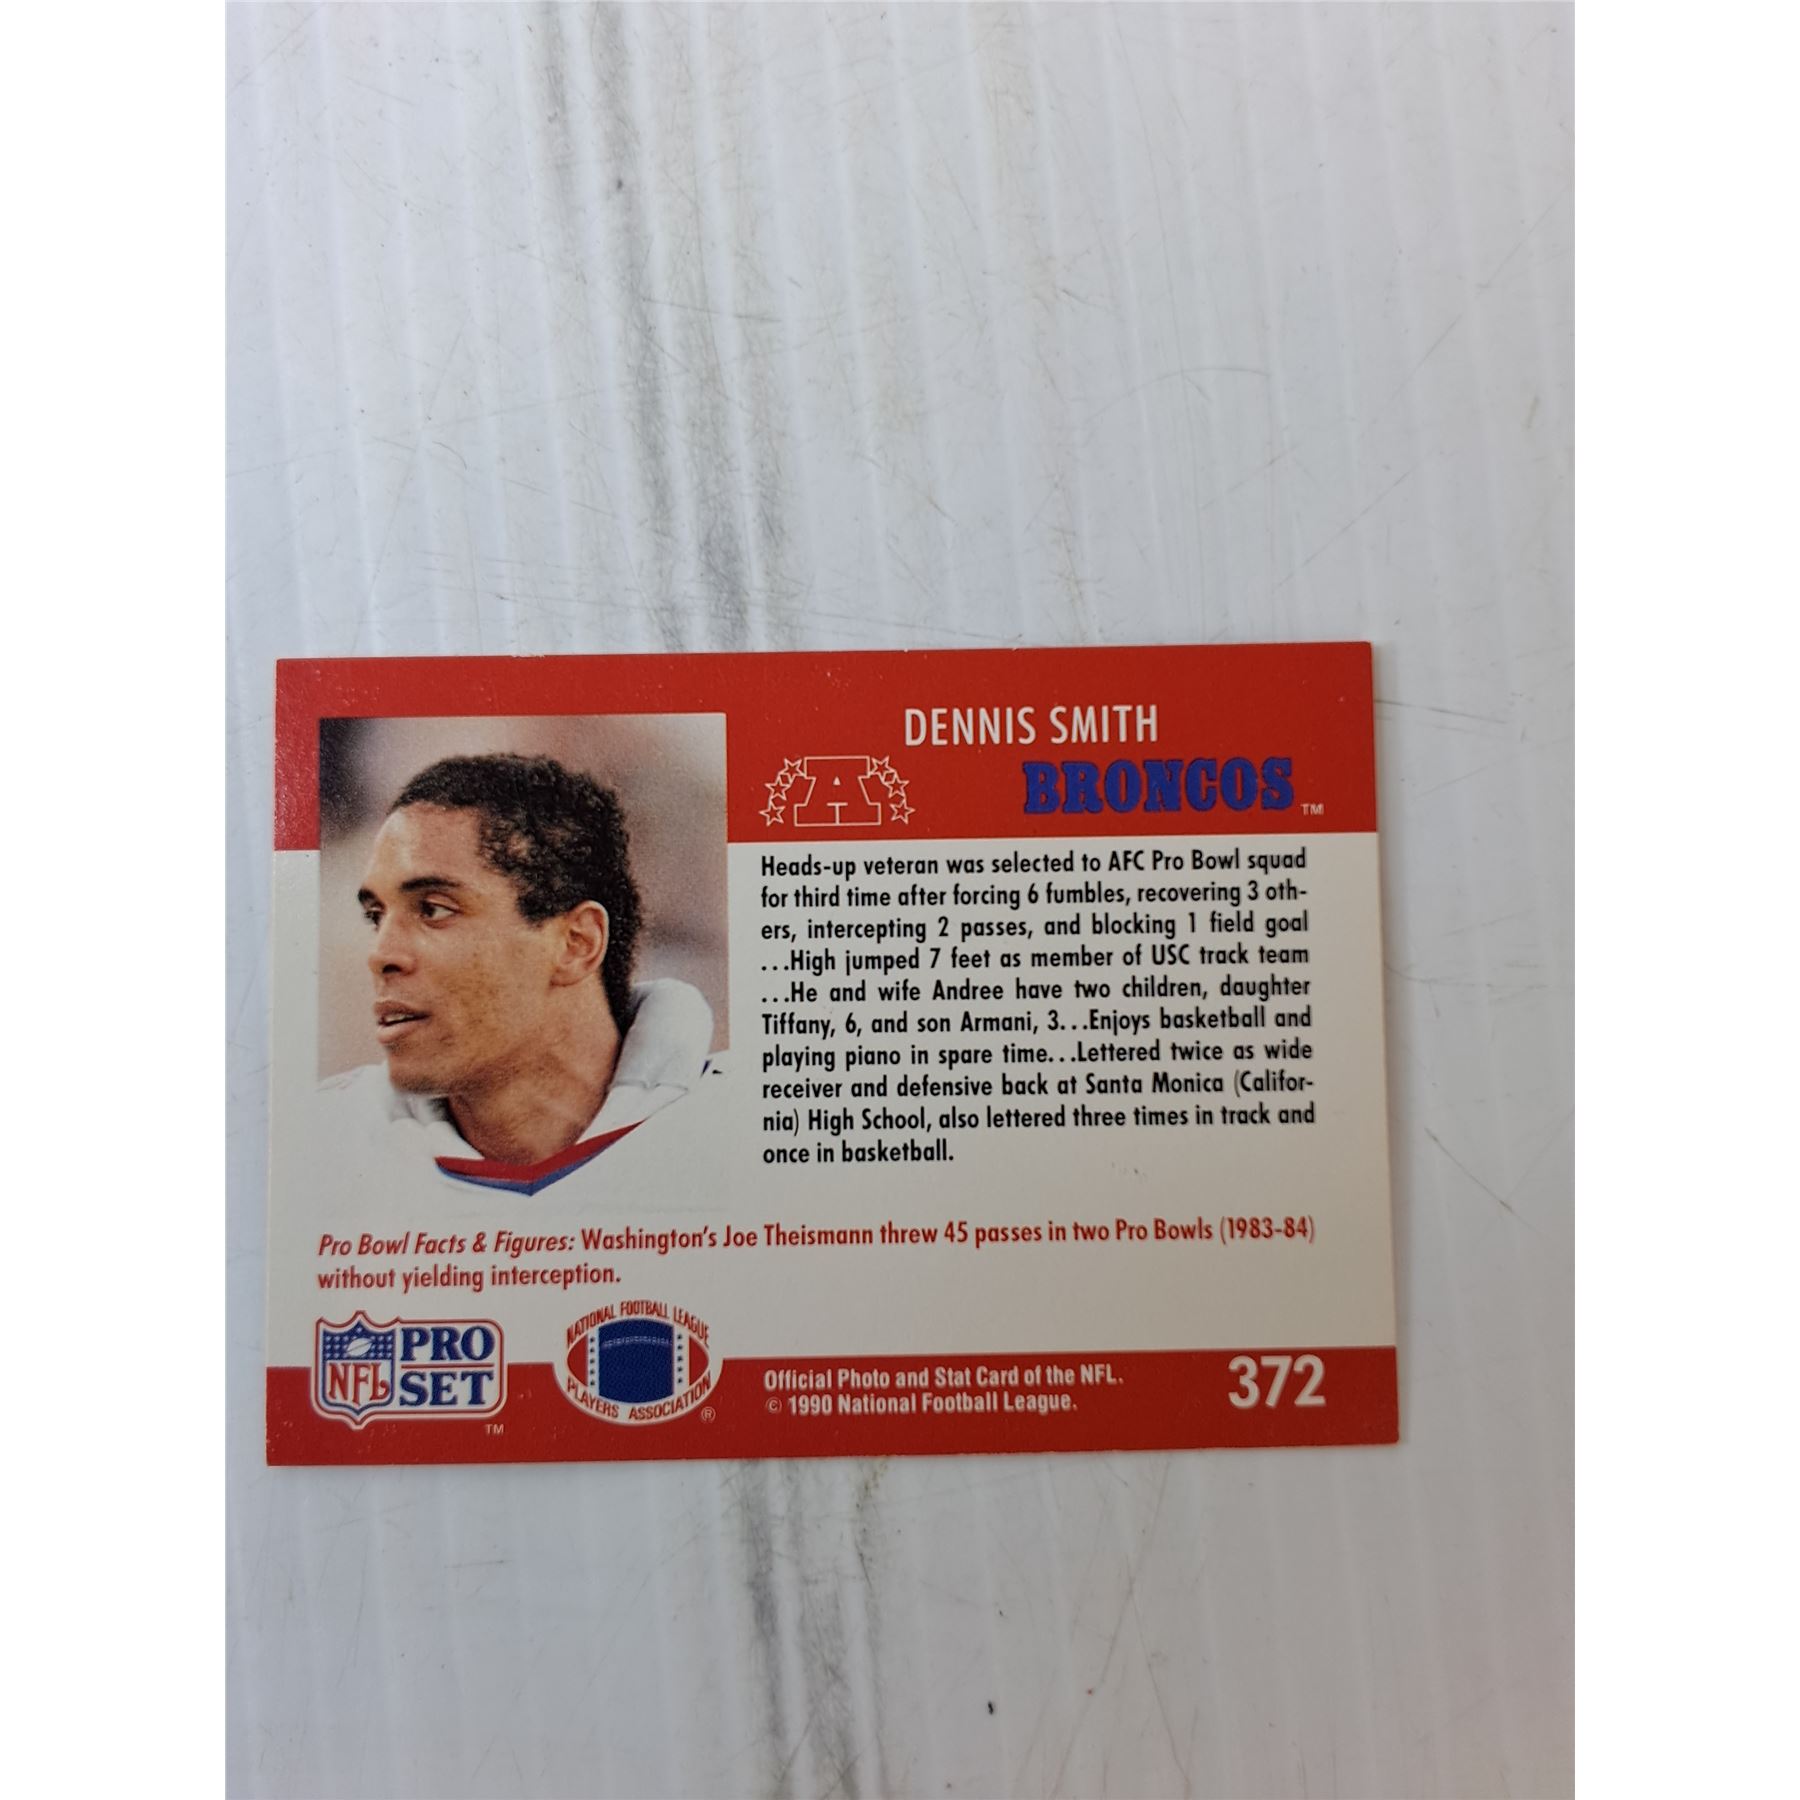 DENNIS SMITH
A
BRONCOS TM
Heads-up veteran was selected to AFC Pro Bowl squad
for third time after forcing 6 fumbles, recovering 3 oth-
ers, intercepting 2 passes, and blocking 1 field goal
...High jumped 7 feet as member of USC track team
...He and wife Andree have two children, daughter
Tiffany, 6, and son Armani, 3...Enjoys basketball and
playing piano in spare time...Lettered twice as wide
receiver and defensive back at Santa Monica (Califor-
nia) High School, also lettered three times in track and
once in basketball.
Pro Bowl Facts & Figures: Washington's Joe Theismann threw 45 passes in two Pro Bowls (1983-84)
without yielding interception.
NFL PRO SET TM
NATIONAL FOOTBALL LEAGUE
PLAYERS ASSOCIATION ®
Official Photo and Stat Card of the NFL.
© 1990 National Football League.
372